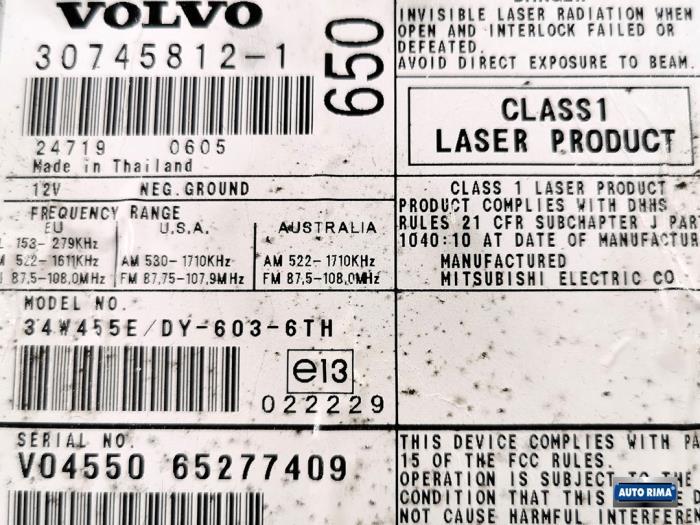 VOLVO
30745812-1
650
24719 0605
Made in Thailand
12V NEG. GROUND
FREQUENCY RANGE
EU U.S.A. AUSTRALIA
153-279KHz
522-1611KHz AM 530-1710KHz AM 522-1710KHz
87,5-108,0MHz FM 87,75-107,9MHz FM 87,5-108,0MHz
MODEL NO.
34W455E/DY-603-6TH
e13
022229
SERIAL NO.
V04550 65277409
INVISIBLE LASER RADIATION WHEN
OPEN AND INTERLOCK FAILED OR
DEFEATED.
AVOID DIRECT EXPOSURE TO BEAM.
CLASS1
LASER PRODUCT
CLASS 1 LASER PRODUCT
PRODUCT COMPLIES WITH DHHS
RULES 21 CFR SUBCHAPTER J PAR
1040:10 AT DATE OF MANUFACTUR
MANUFACTURED
MITSUBISHI ELECTRIC CO
THIS DEVICE COMPLIES WITH PA
15 OF THE FCC RULES.
OPERATION IS SUBJECT TO THE
CONDITION THAT THIS DE
NOT CAUSE HARMFUL INTERFEREN
AUTO RIMA